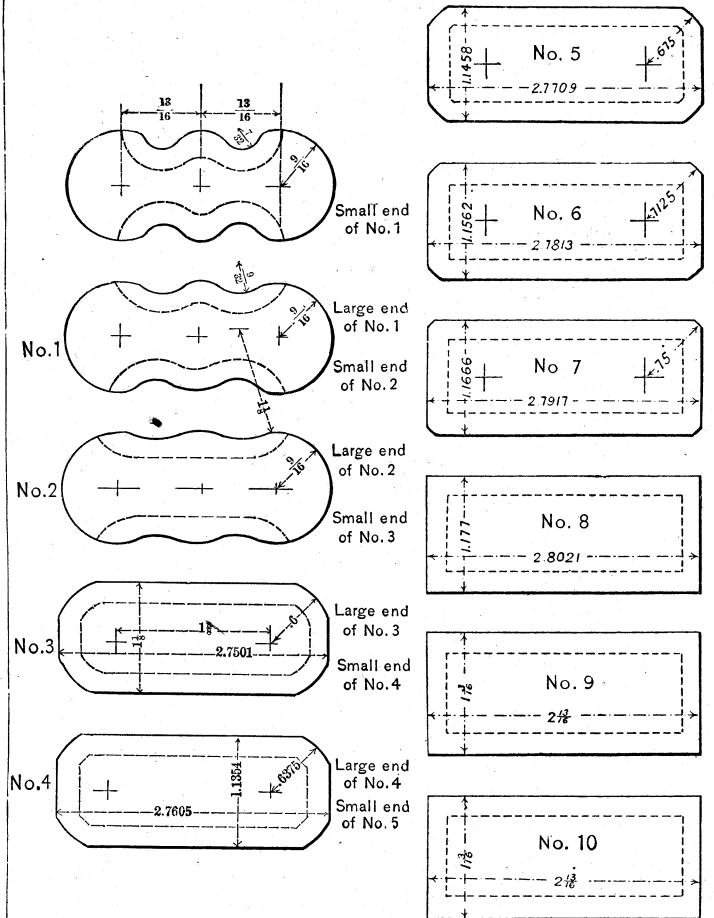 13/16 13/16
7/32
9/16
Small end
of No.1
9/32
Large end
of No.1
9/16
No.1
Small end
of No.2
1 1/8
Large end
of No.2
9/16
No.2
Small end
of No.3
Large end
of No.3
.6
1 1/8
No.3
2.7501
Small end
of No.4
Large end
of No.4
.6375
1.1354
No.4
2.7605
Small end
of No.5
No. 5
.675
1.1458
2.7709
No. 6
.7125
1.1562
2.7813
No 7
.75
1.1666
2.7917
No. 8
1.177
2.8021
No. 9
1 3/16
2 13/16
No. 10
1 3/16
2 13/16